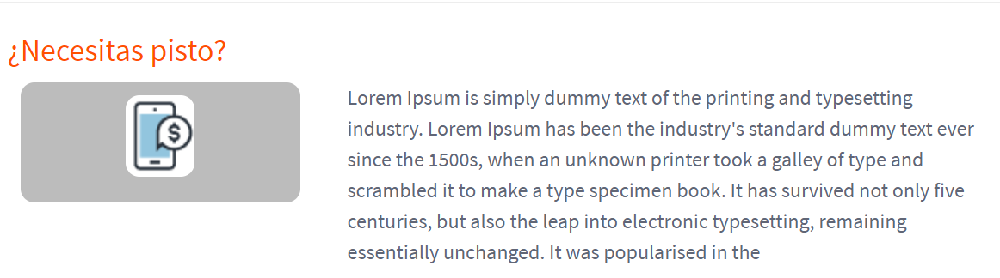 ¿Necesitas pisto?
$
Lorem Ipsum is simply dummy text of the printing and typesetting
industry. Lorem Ipsum has been the industry's standard dummy text ever
since the 1500s, when an unknown printer took a galley of type and
scrambled it to make a type specimen book. It has survived not only five
centuries, but also the leap into electronic typesetting, remaining
essentially unchanged. It was popularised in the